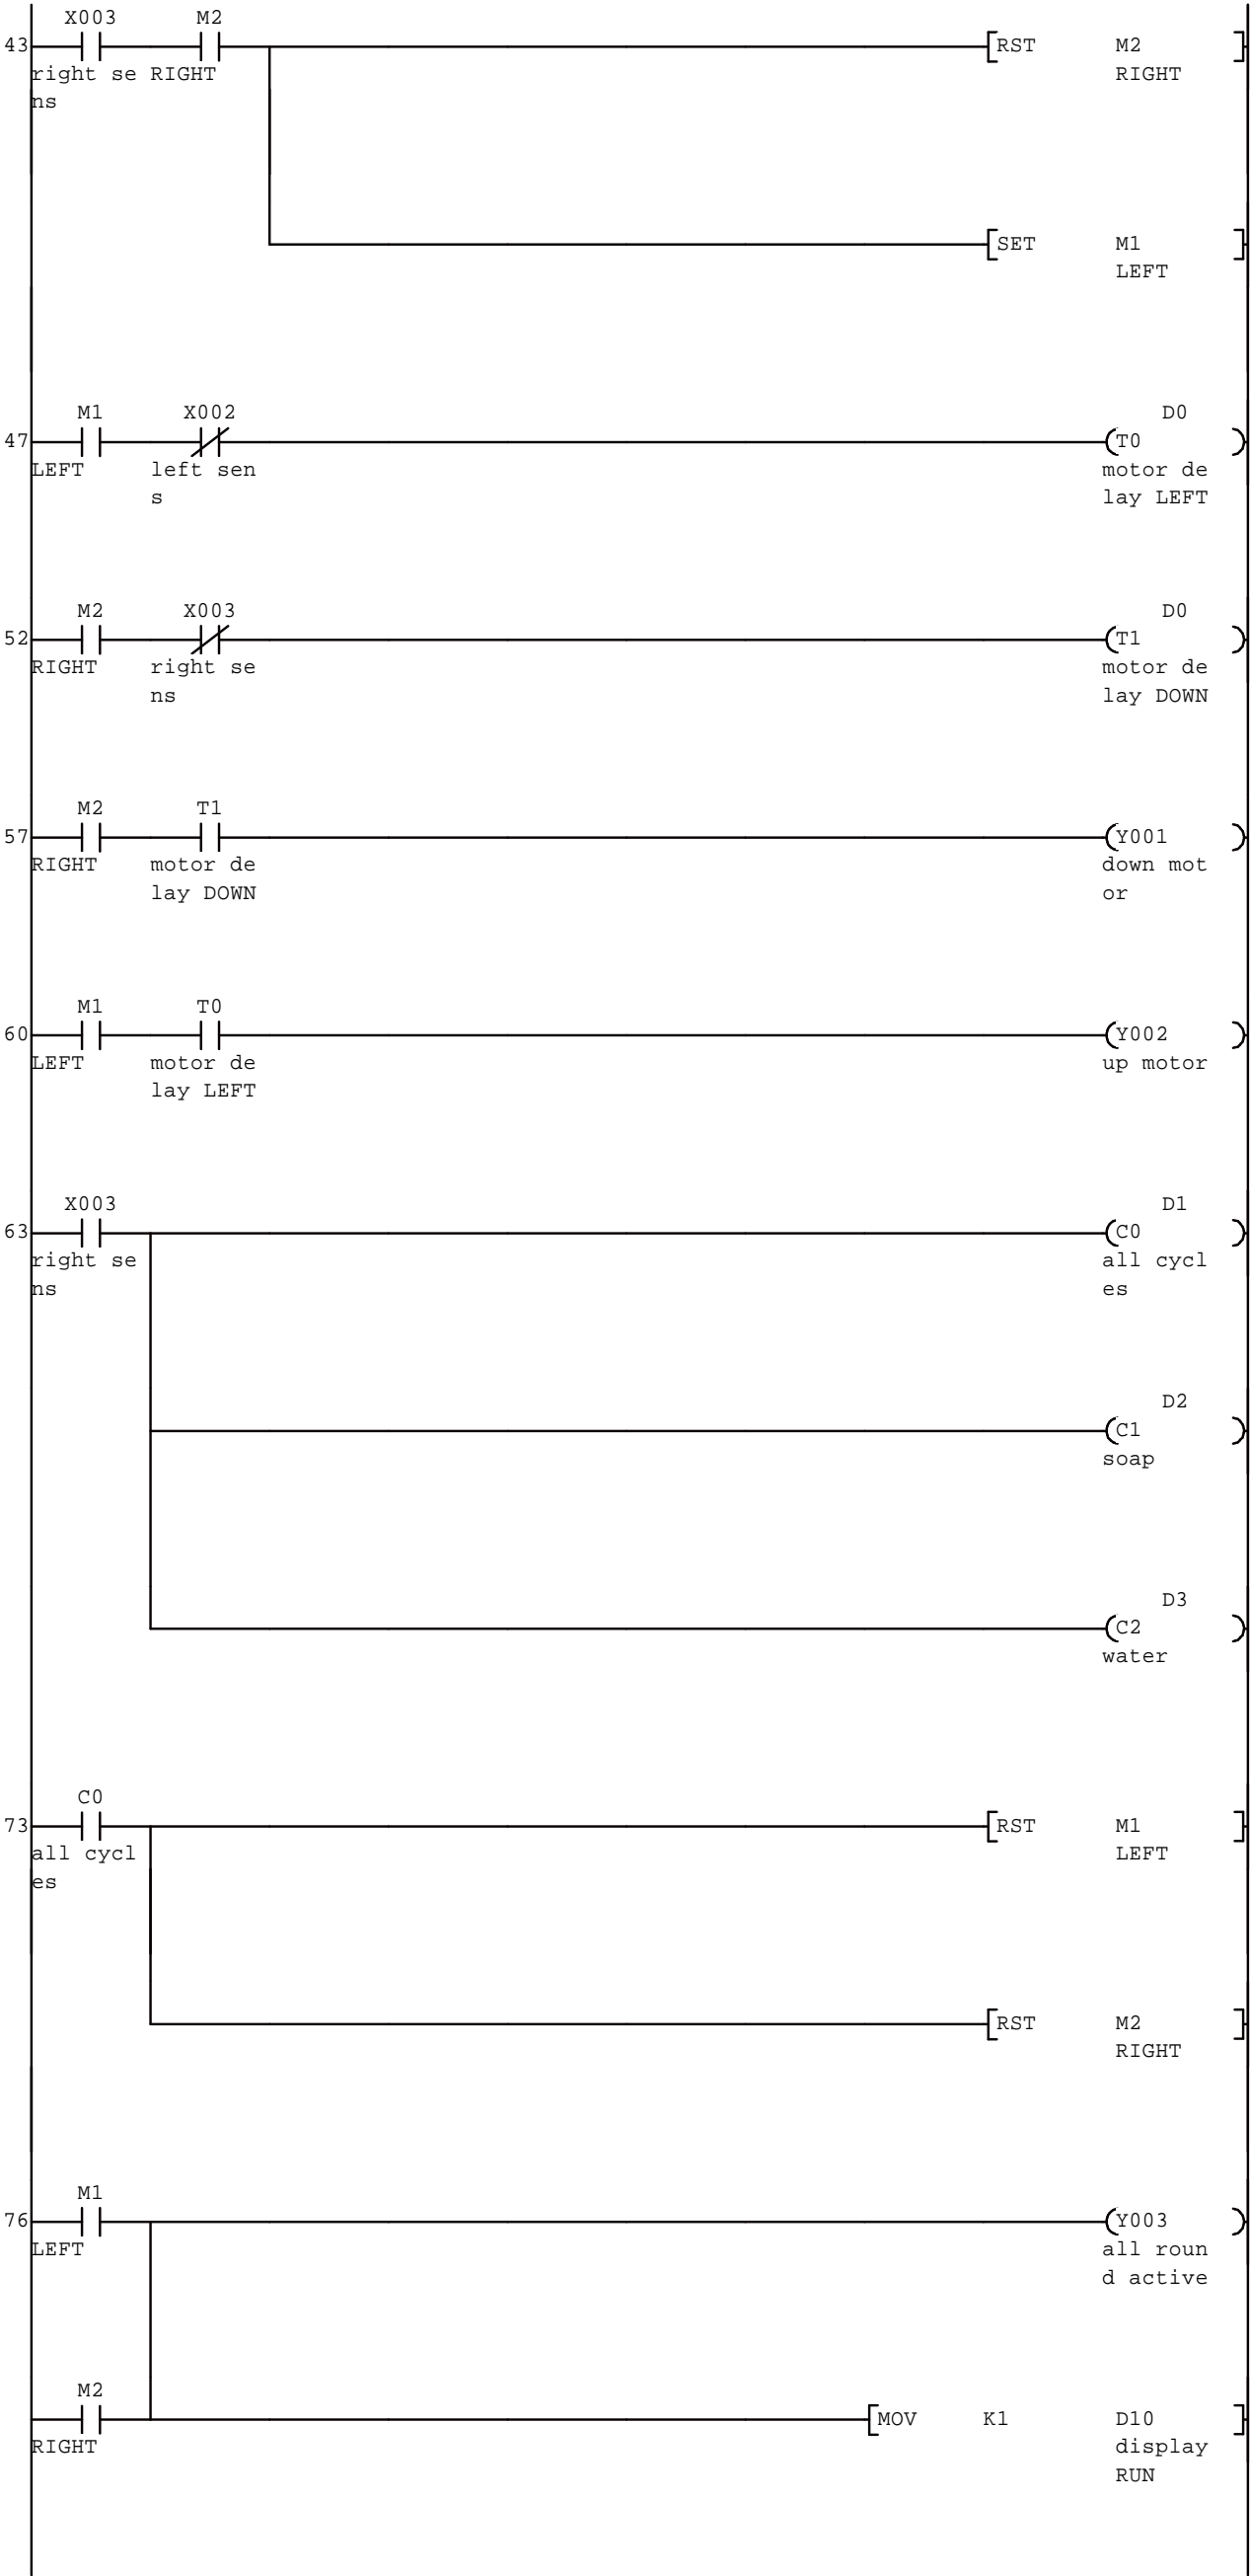 X003 M2
43 RST M2
right se RIGHT RIGHT
ns
SET M1
LEFT
M1 X002 D0
47 T0
LEFT left sen motor de
s lay LEFT
M2 X003 D0
52 T1
RIGHT right se motor de
ns lay DOWN
M2 T1
57 Y001
RIGHT motor de down mot
lay DOWN or
M1 T0
60 Y002
LEFT motor de up motor
lay LEFT
X003 D1
63 C0
right se all cycl
ns es
D2
C1
soap
D3
C2
water
C0
73 RST M1
all cycl LEFT
es
RST M2
RIGHT
M1
76 Y003
LEFT all roun
d active
M2
MOV K1 D10
RIGHT display
RUN